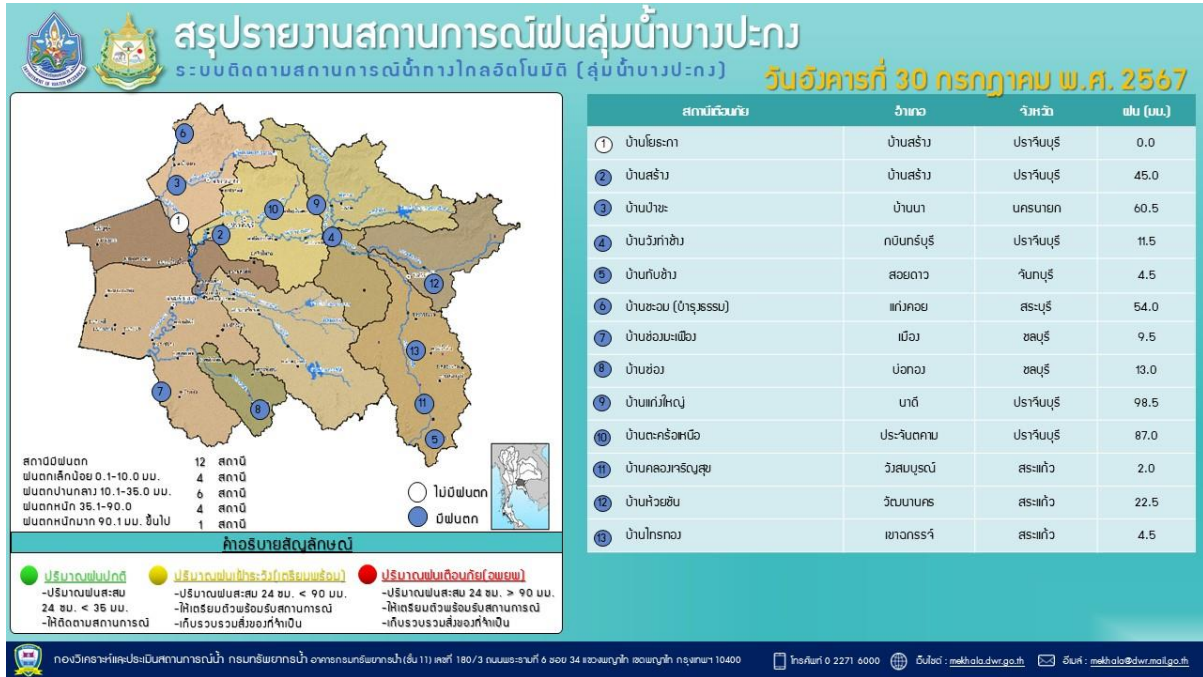 สรุปรายงานสถานการณ์ฝนลุ่มน้ำบางปะกง
ระบบติดตามสถานการณ์น้ำทางไกลอัตโนมัติ (ลุ่มน้ำบางปะกง)
วันอังคารที่ 30 กรกฎาคม พ.ศ. 2567
สถานีเตือนภัย อำเภอ จังหวัด ฝน (มม.)
1 บ้านโยธะกา บ้านสร้าง ปราจีนบุรี 0.0
2 บ้านสร้าง บ้านสร้าง ปราจีนบุรี 45.0
3 บ้านป่าขะ บ้านนา นครนายก 60.5
4 บ้านวังท่าช้าง กบินทร์บุรี ปราจีนบุรี 11.5
5 บ้านทับช้าง สอยดาว จันทบุรี 4.5
6 บ้านชะอม (บำรุงธรรม) แก่งคอย สระบุรี 54.0
7 บ้านช่องมะเฟือง เมือง ชลบุรี 9.5
8 บ้านช่อง บ่อทอง ชลบุรี 13.0
9 บ้านแก่งใหญ่ นาดี ปราจีนบุรี 98.5
10 บ้านตะคร้อเหนือ ประจันตคาม ปราจีนบุรี 87.0
11 บ้านคลองเจริญสุข วังสมบูรณ์ สระแก้ว 2.0
12 บ้านห้วยชัน วัฒนานคร สระแก้ว 22.5
13 บ้านไทรทอง เขาฉกรรจ์ สระแก้ว 4.5
6
3
10
9
1
2
4
12
13
7
8
11
5
สถานีมีฝนตก 12 สถานี
ฝนตกเล็กน้อย 0.1-10.0 มม. 4 สถานี
ฝนตกปานกลาง 10.1-35.0 มม. 6 สถานี
ฝนตกหนัก 35.1-90.0 4 สถานี
ฝนตกหนักมาก 90.1 มม. ขึ้นไป 1 สถานี
ไม่มีฝนตก
มีฝนตก
คำอธิบายสัญลักษณ์
ปริมาณฝนปกติ
-ปริมาณฝนสะสม
24 ชม. < 35 มม.
-ให้ติดตามสถานการณ์
ปริมาณฝนเฝ้าระวัง(เตรียมพร้อม)
-ปริมาณฝนสะสม 24 ชม. < 90 มม.
-ให้เตรียมตัวพร้อมรับสถานการณ์
-เก็บรวบรวมสิ่งของที่จำเป็น
ปริมาณฝนเตือนภัย(อพยพ)
-ปริมาณฝนสะสม 24 ชม. > 90 มม.
-ให้เตรียมตัวพร้อมรับสถานการณ์
-เก็บรวบรวมสิ่งของที่จำเป็น
กองวิเคราะห์และประเมินสถานการณ์น้ำ กรมทรัพยากรน้ำ อาคารกรมทรัพยากรน้ำ (ชั้น 11) เลขที่ 180/3 ถนนพระรามที่ 6 ซอย 34 แขวงพญาไท เขตพญาไท กรุงเทพฯ 10400 โทรศัพท์ 0 2271 6000 เว็บไซต์ : mekhala.dwr.go.th อีเมล์ : mekhala@dwr.mail.go.th